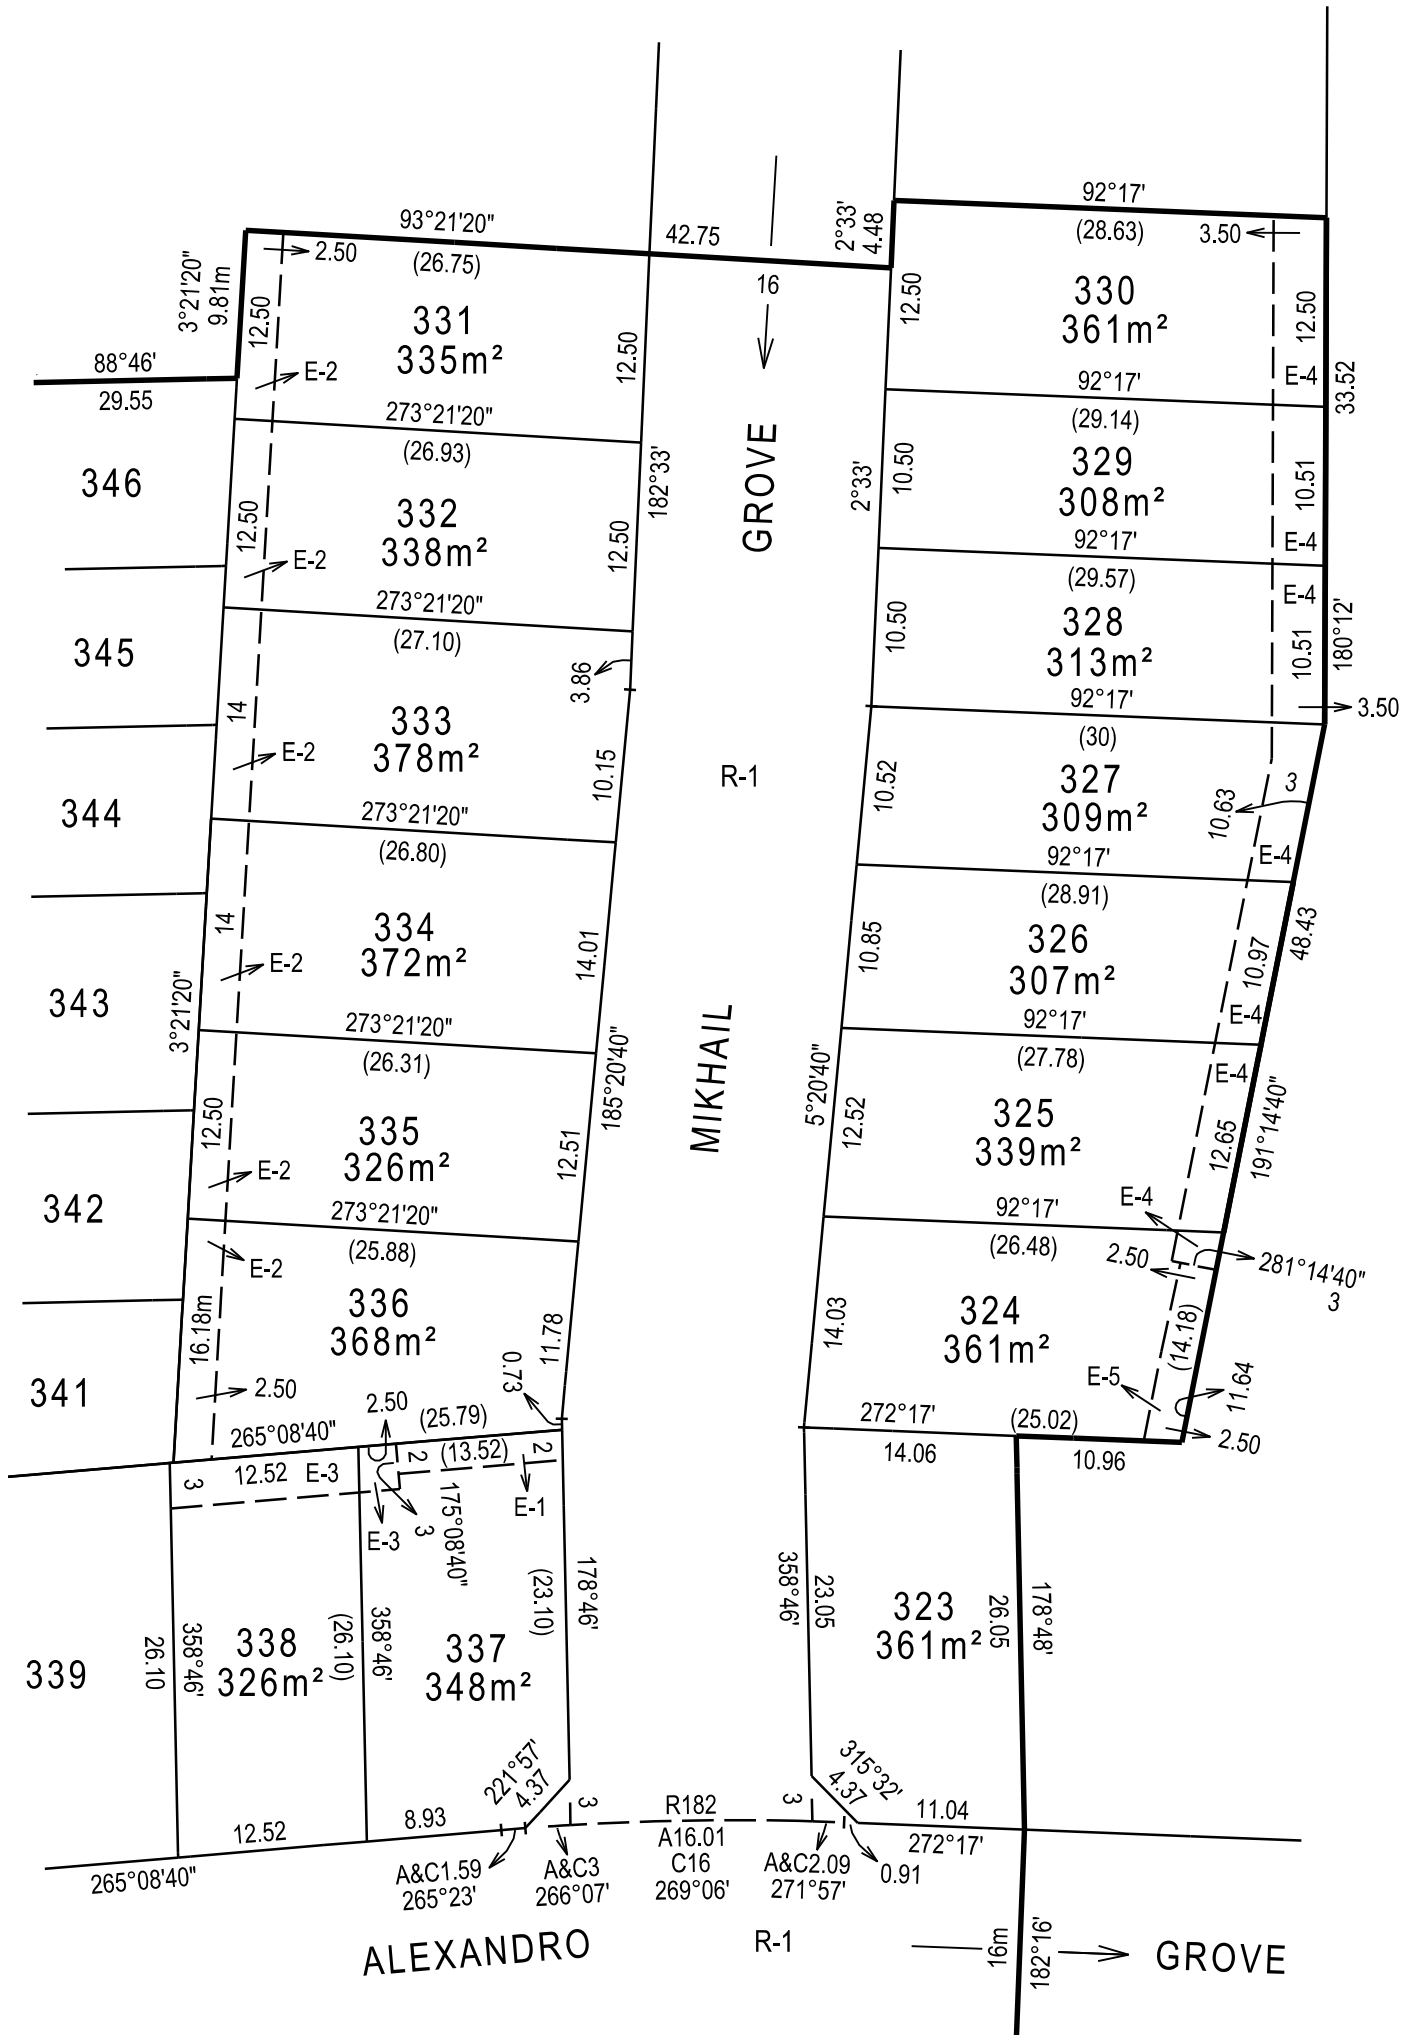 92°17'
93°21'20"
42.75
2°33'
4.48
(28.63)
3.50
2.50
(26.75)
3°21'20"
9.81m
12.50
331
335m²
12.50
16
12.50
330
361m²
12.50
88°46'
29.55
E-2
92°17'
E-4
33.52
273°21'20"
(26.93)
(29.14)
346
332
338m²
12.50
12.50
182°33'
GROVE
2°33'
10.50
329
308m²
10.51
E-2
92°17'
E-4
273°21'20"
(27.10)
(29.57)
E-4
345
3.86
10.50
328
313m²
10.51
180°12'
14
333
378m²
92°17'
3.50
E-2
10.15
R-1
(30)
344
10.52
327
309m²
10.63
3
273°21'20"
(26.80)
92°17'
E-4
(28.91)
14
334
372m²
14.01
10.85
326
307m²
10.97
48.43
E-2
343
3°21'20"
273°21'20"
(26.31)
92°17'
E-4
(27.78)
E-4
185°20'40"
MIKHAIL
5°20'40"
12.50
335
326m²
12.51
12.52
325
339m²
12.65
191°14'40"
E-2
342
273°21'20"
(25.88)
92°17'
E-4
(26.48)
2.50
281°14'40"
3
E-2
16.18m
336
368m²
11.78
14.03
324
361m²
(14.18)
0.73
341
2.50
2.50
(25.79)
E-5
11.64
265°08'40"
272°17'
(25.02)
2.50
14.06
10.96
3
12.52
E-3
2
(13.52)
2
E-3
3
175°08'40"
E-1
339
26.10
358°46'
338
326m²
(26.10)
358°46'
337
348m²
(23.10)
178°46'
358°46'
23.05
323
361m²
26.05
178°48'
221°57'
4.37
3
R182
3
315°32'
4.37
11.04
12.52
8.93
A16.01
272°17'
265°08'40"
A&C1.59
265°23'
A&C3
266°07'
C16
269°06'
A&C2.09
271°57'
0.91
ALEXANDRO
R-1
16m
182°16'
GROVE